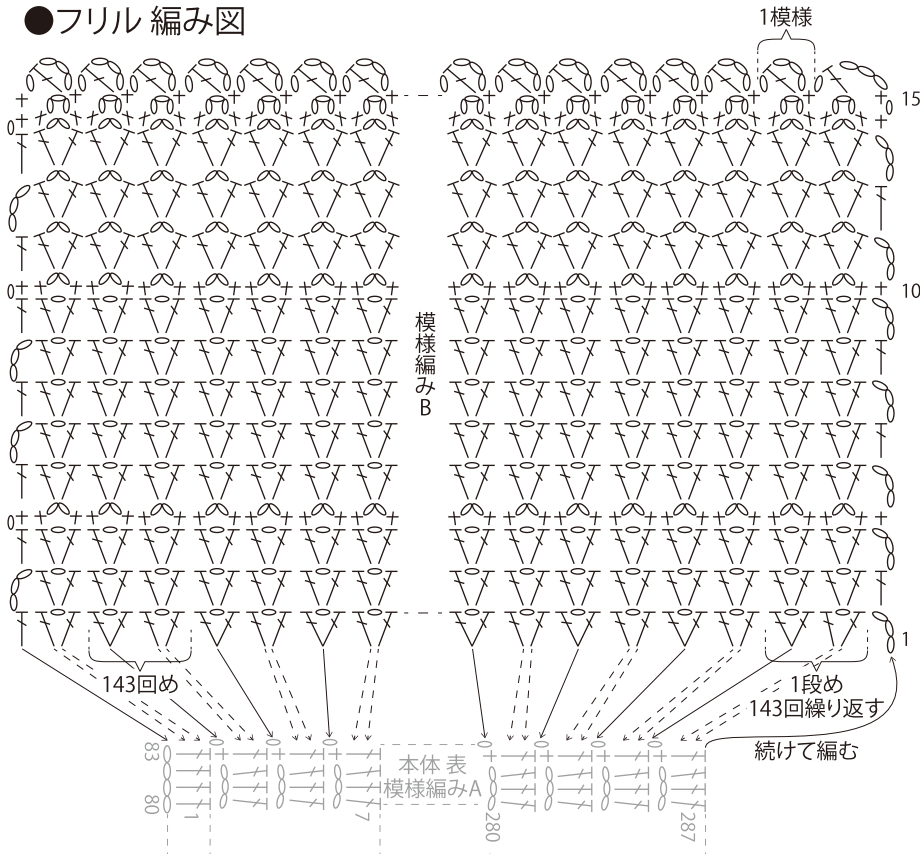 ●フリル 編み図
1模様
15
10
模様編みB
1
143回め
1段め
143回繰り返す
続けて編む
83
80
1
7
本体 表
模様編みA
280
287